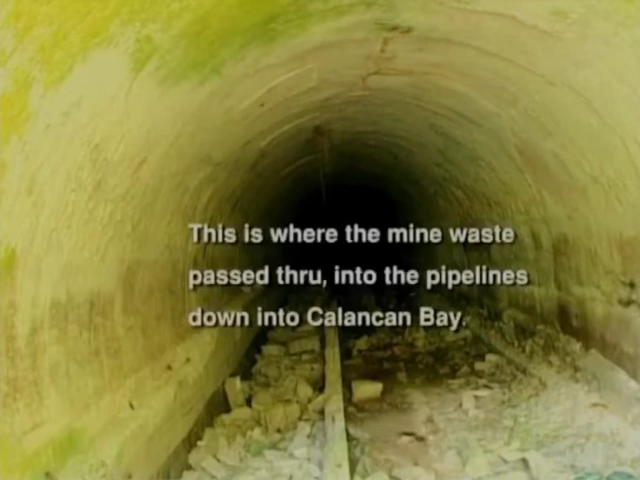 This is where the mine waste
passed thru, into the pipelines
down into Calancan Bay.